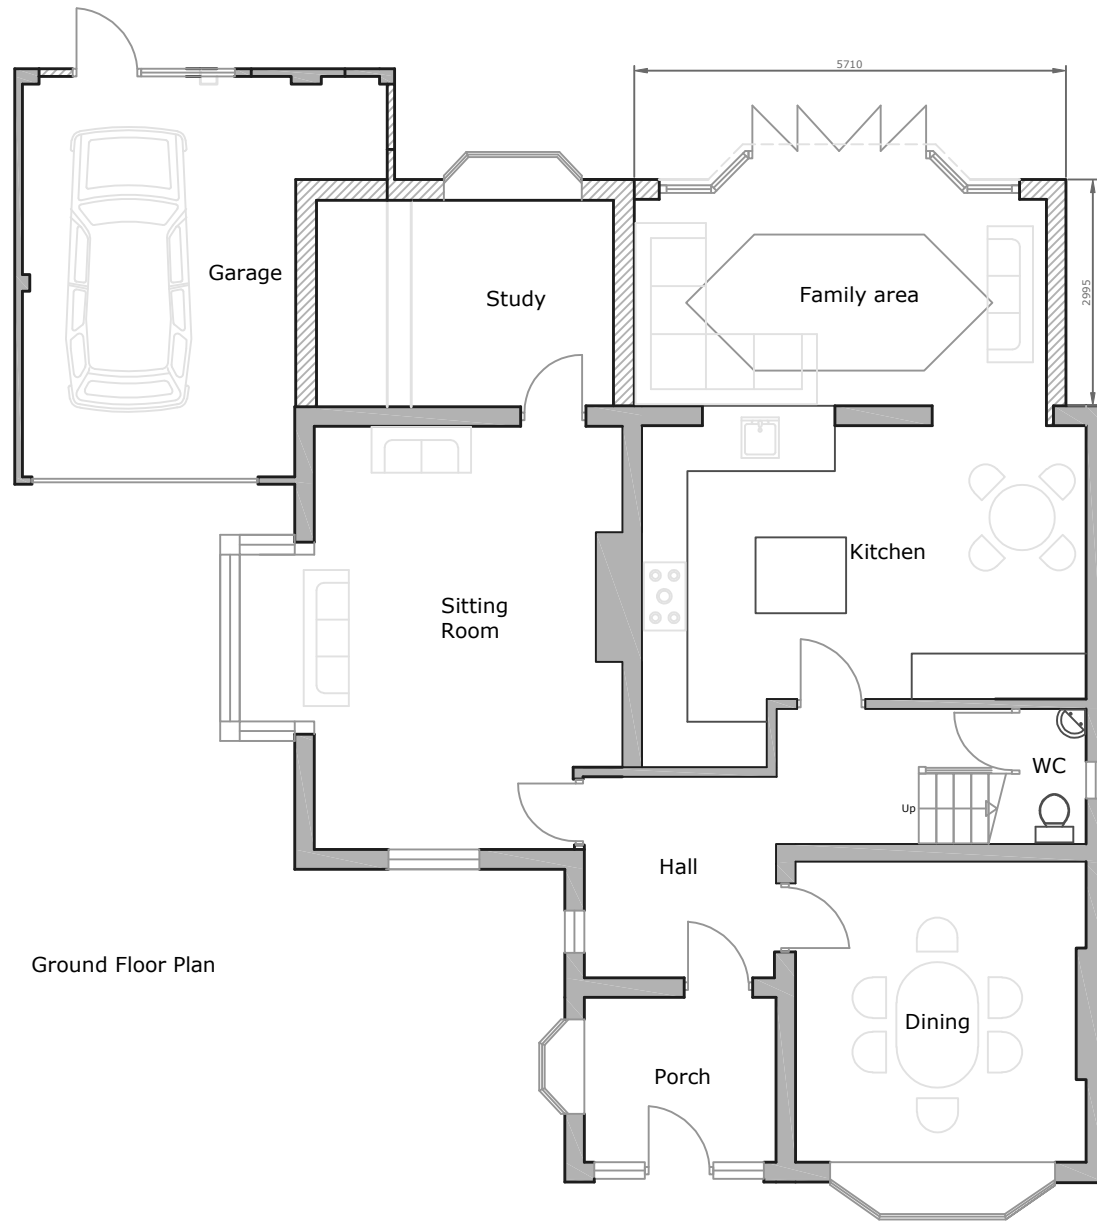 5710
Garage
Study
Family area
2995
Kitchen
Sitting
Room
WC
Up
Hall
Ground Floor Plan
Dining
Porch